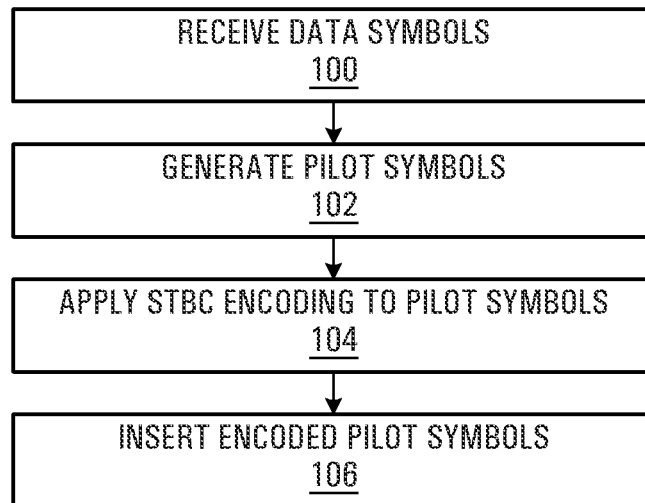 RECEIVE DATA SYMBOLS
100
GENERATE PILOT SYMBOLS
102
APPLY STBC ENCODING TO PILOT SYMBOLS
104
INSERT ENCODED PILOT SYMBOLS
106